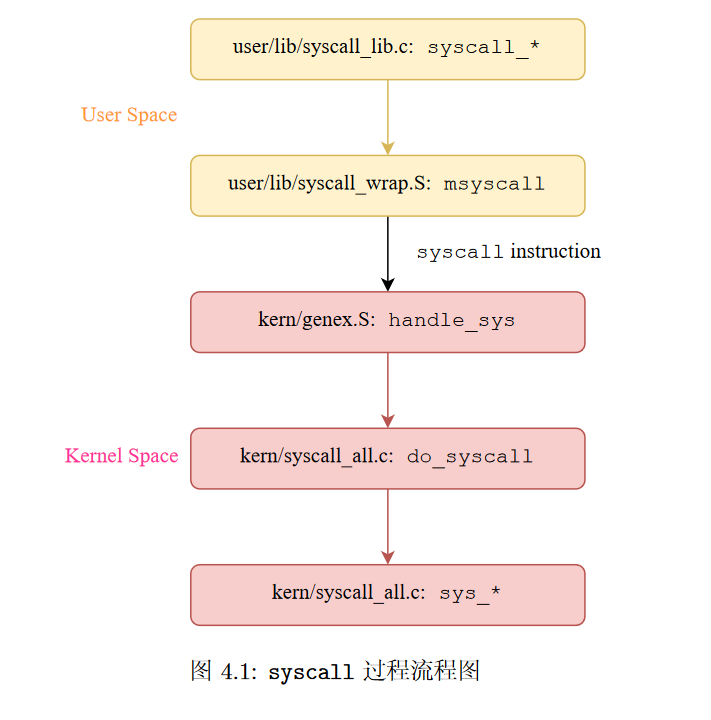 user/lib/syscall_lib.c: syscall_*
User Space
user/lib/syscall_wrap.S: msyscall
syscall instruction
kern/genex.S: handle_sys
Kernel Space
kern/syscall_all.c: do_syscall
kern/syscall_all.c: sys_*
图 4.1: syscall 过程流程图